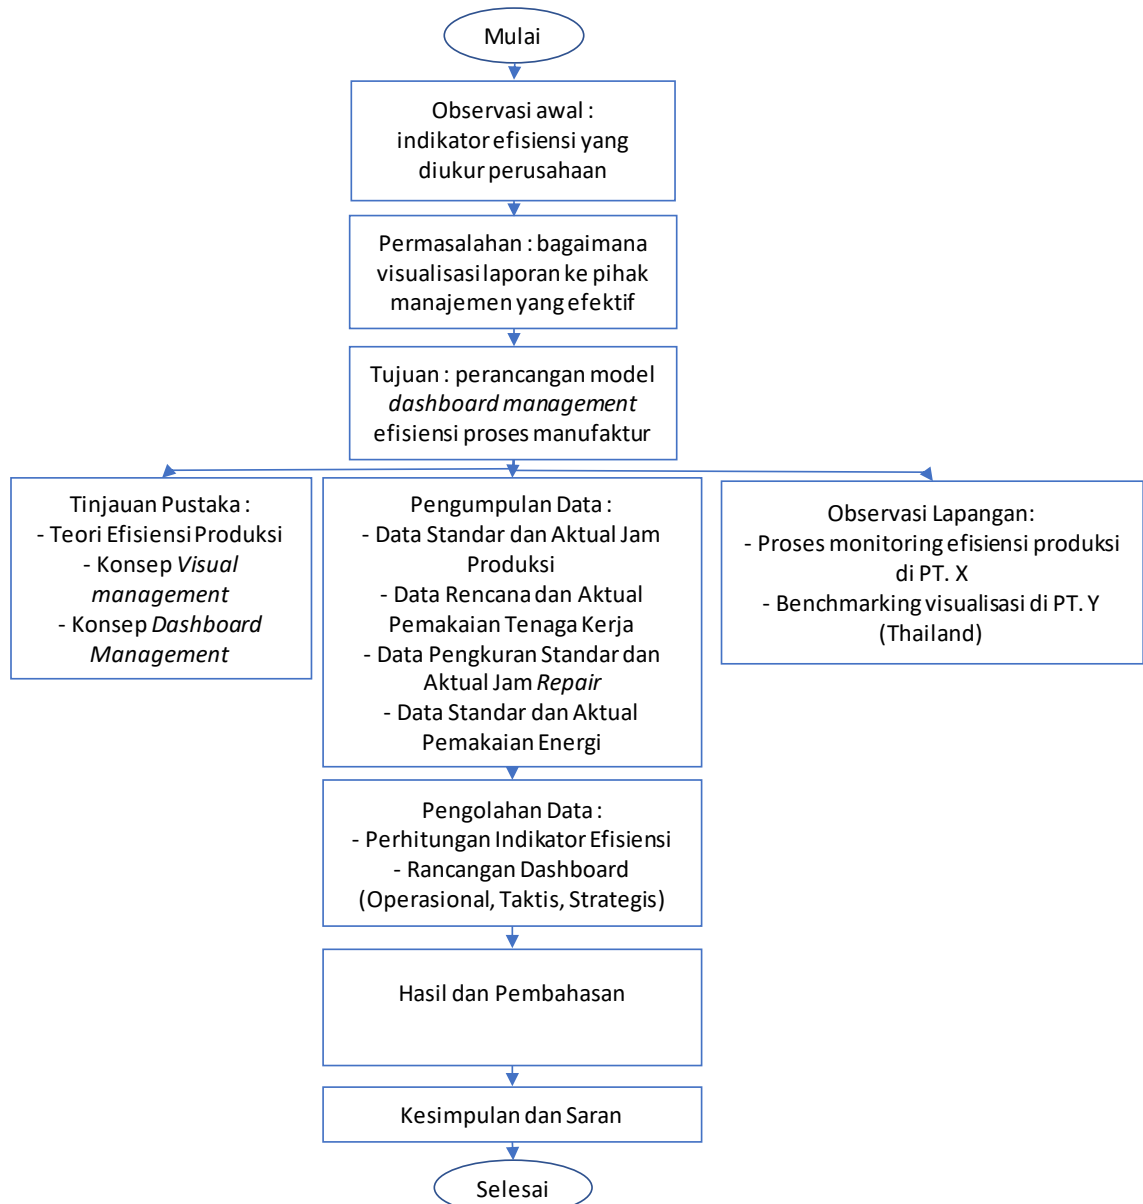 Mulai
Observasi awal :
indikator efisiensi yang
diukur perusahaan
Permasalahan : bagaimana
visualisasi laporan ke pihak
manajemen yang efektif
Tujuan : perancangan model
dashboard management
efisiensi proses manufaktur
Tinjauan Pustaka :
- Teori Efisiensi Produksi
- Konsep Visual
management
- Konsep Dashboard
Management
Pengumpulan Data :
- Data Standar dan Aktual Jam
Produksi
- Data Rencana dan Aktual
Pemakaian Tenaga Kerja
- Data Pengkuran Standar dan
Aktual Jam Repair
- Data Standar dan Aktual
Pemakaian Energi
Observasi Lapangan:
- Proses monitoring efisiensi produksi
di PT. X
- Benchmarking visualisasi di PT. Y
(Thailand)
Pengolahan Data :
- Perhitungan Indikator Efisiensi
- Rancangan Dashboard
(Operasional, Taktis, Strategis)
Hasil dan Pembahasan
Kesimpulan dan Saran
Selesai